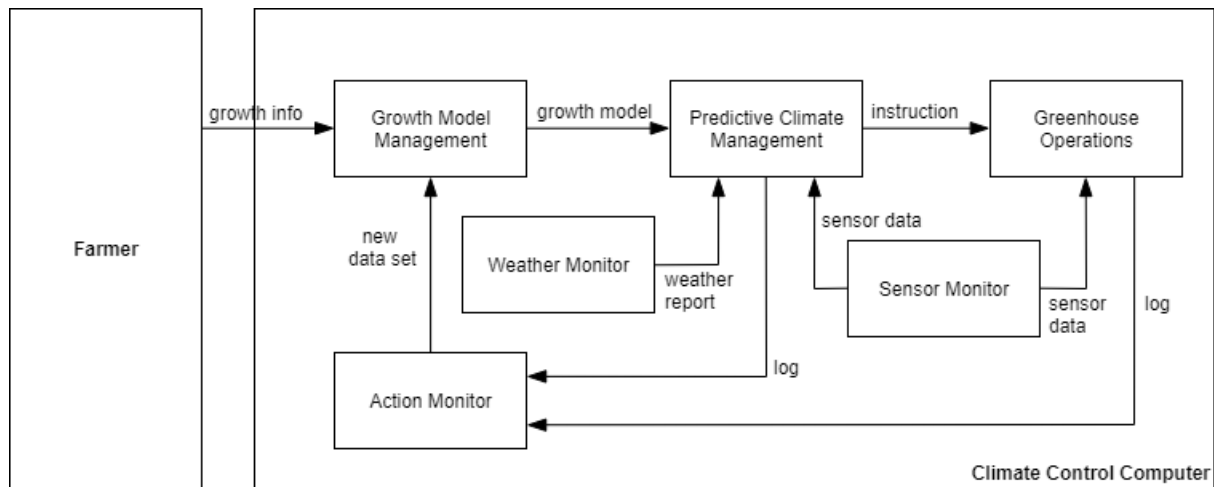 growth info
Growth Model
Management
growth model
Predictive Climate
Management
instruction
Greenhouse
Operations
Farmer
new
data set
Weather Monitor
weather
report
sensor data
Sensor Monitor
sensor
data
log
log
Action Monitor
Climate Control Computer